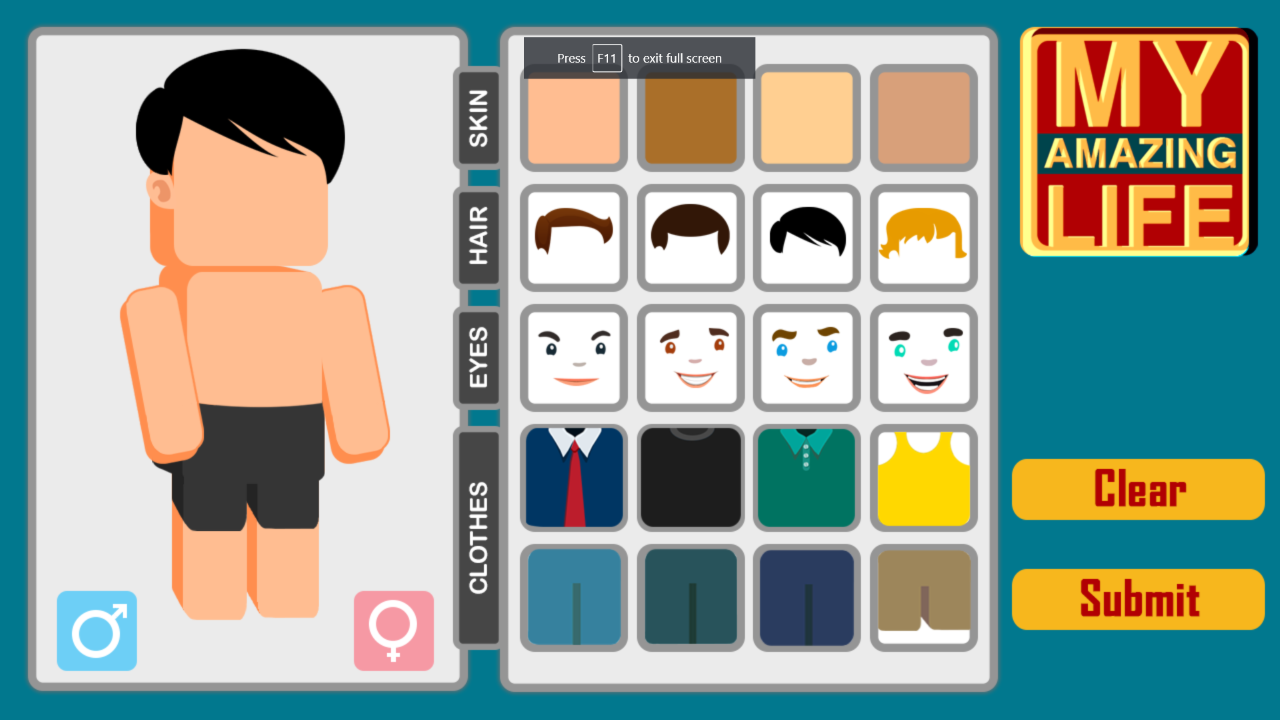 Press F11 to exit full screen
SKIN
HAIR
EYES
CLOTHES
MY
AMAZING
LIFE
Clear
Submit